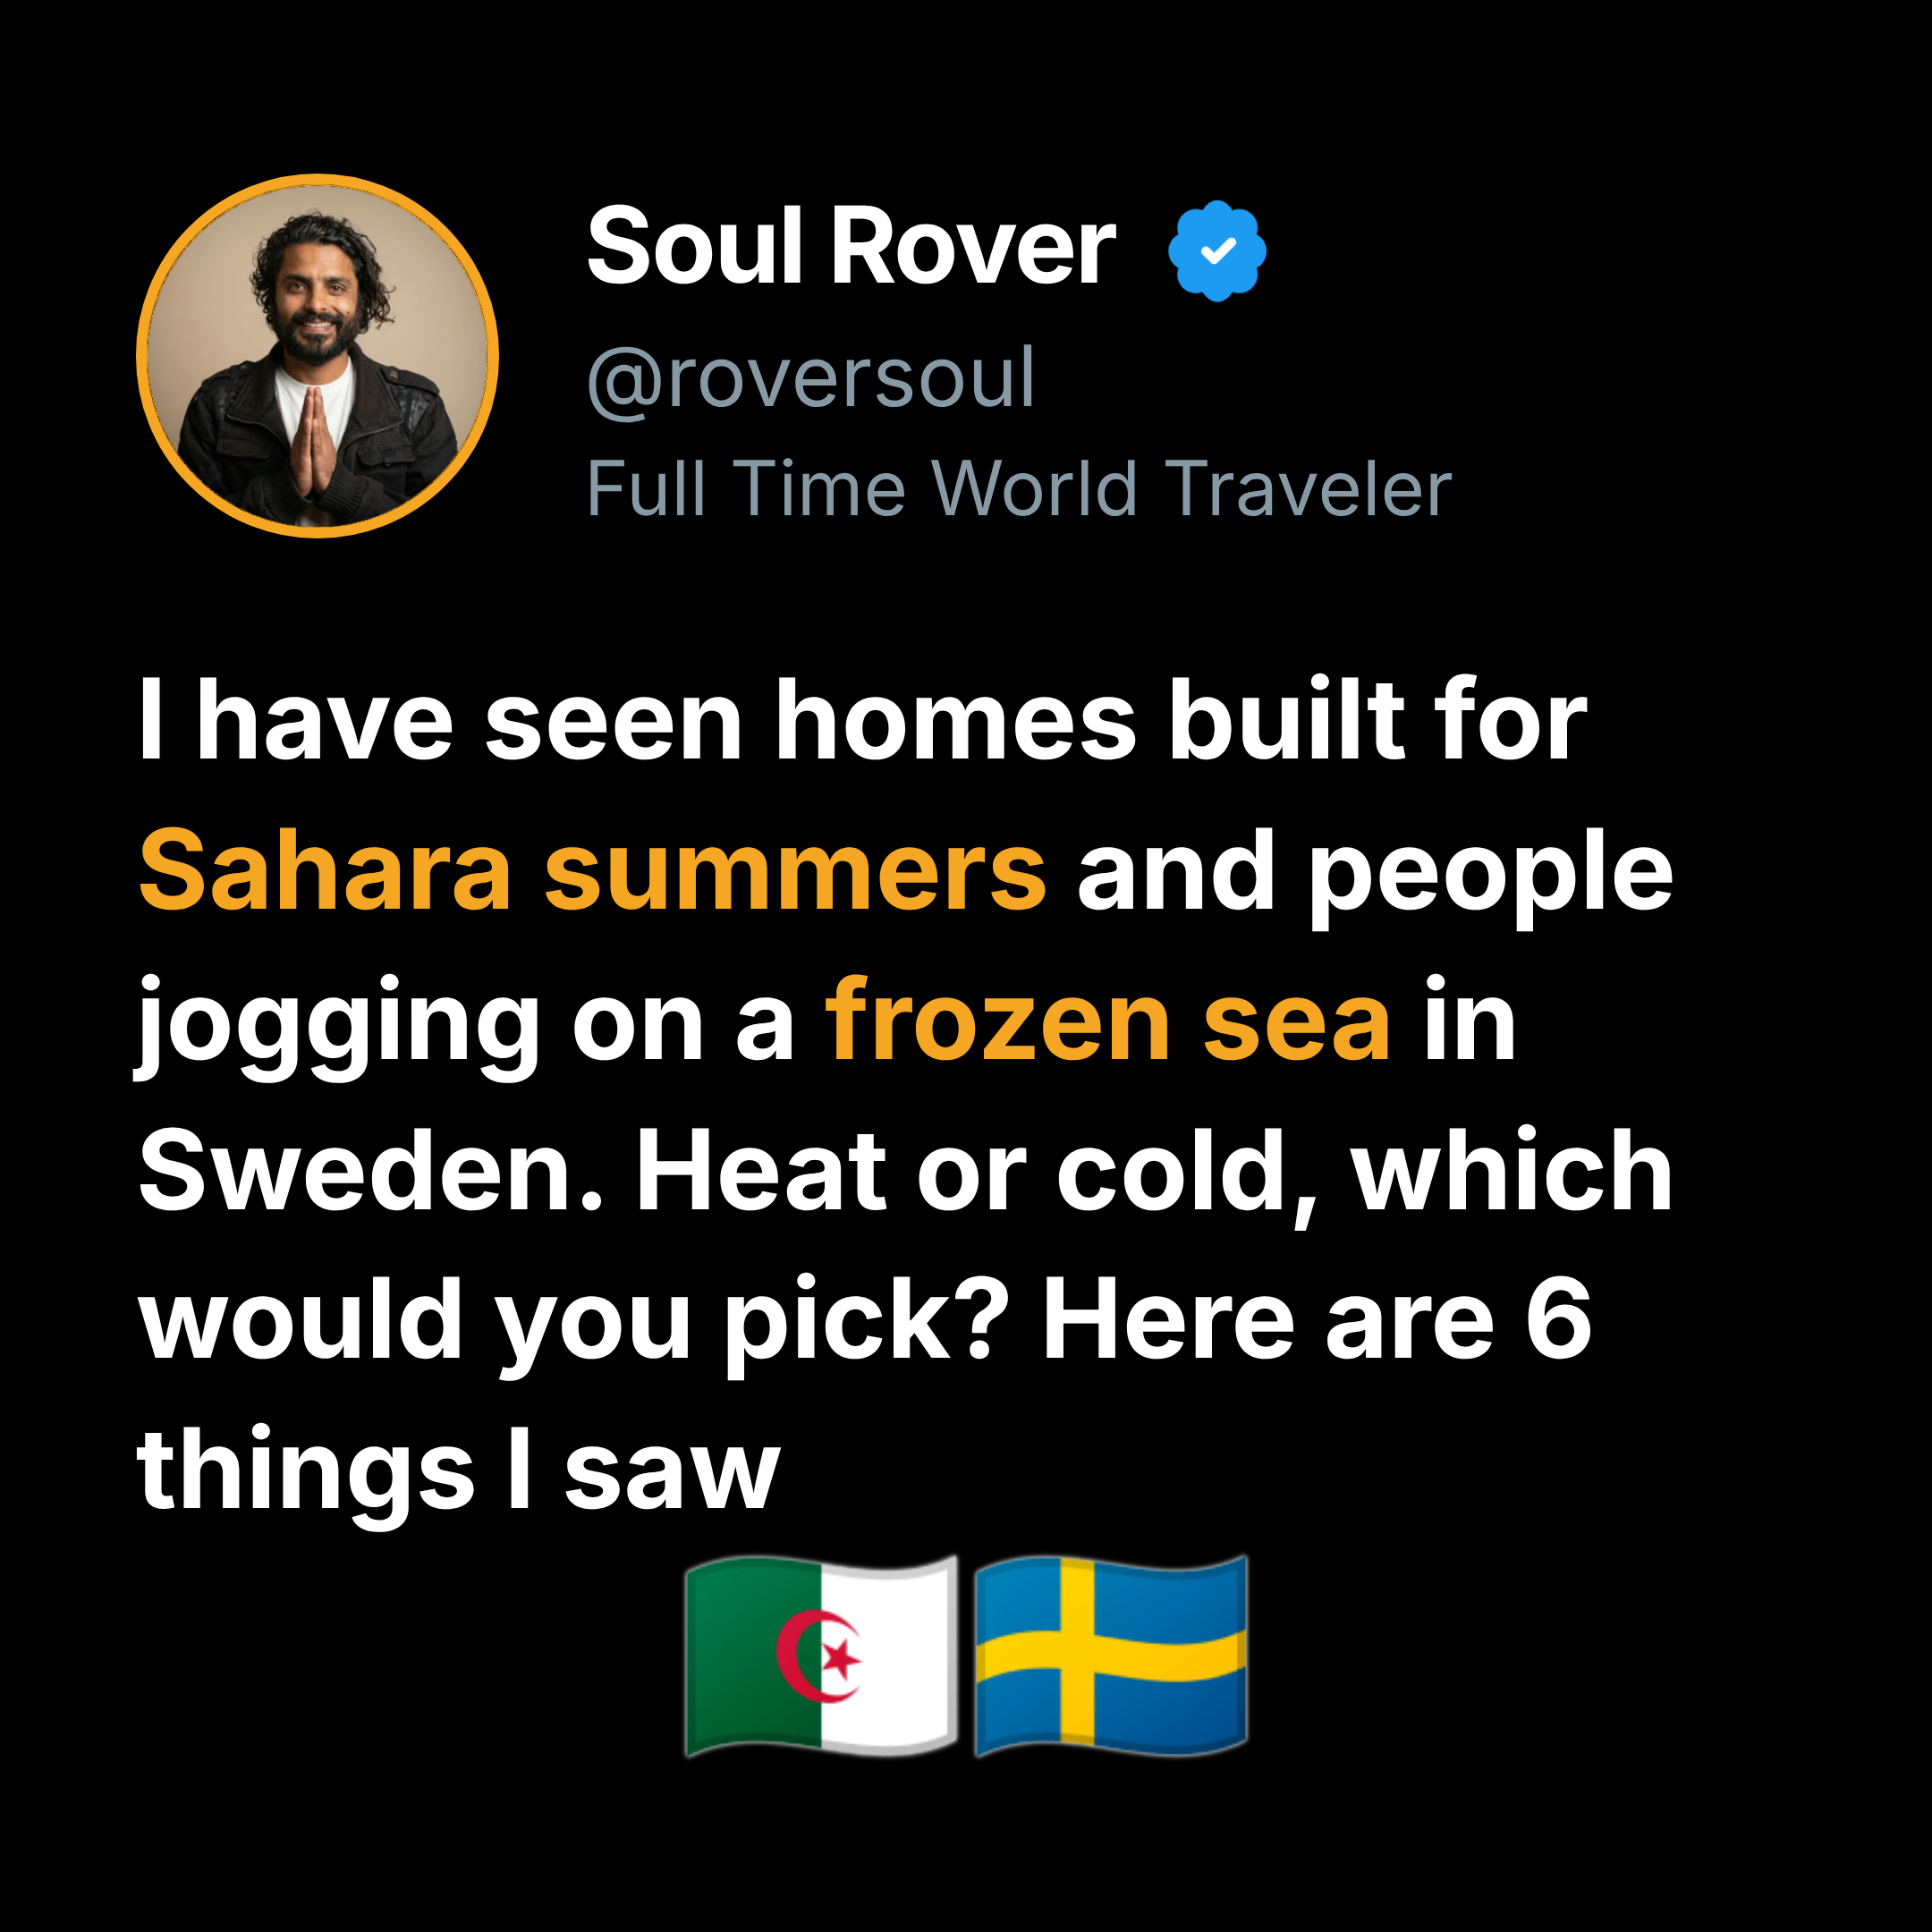 Soul Rover
@roversoul
Full Time World Traveler
I have seen homes built for
Sahara summers and people
jogging on a frozen sea in
Sweden. Heat or cold, which
would you pick? Here are 6
things I saw